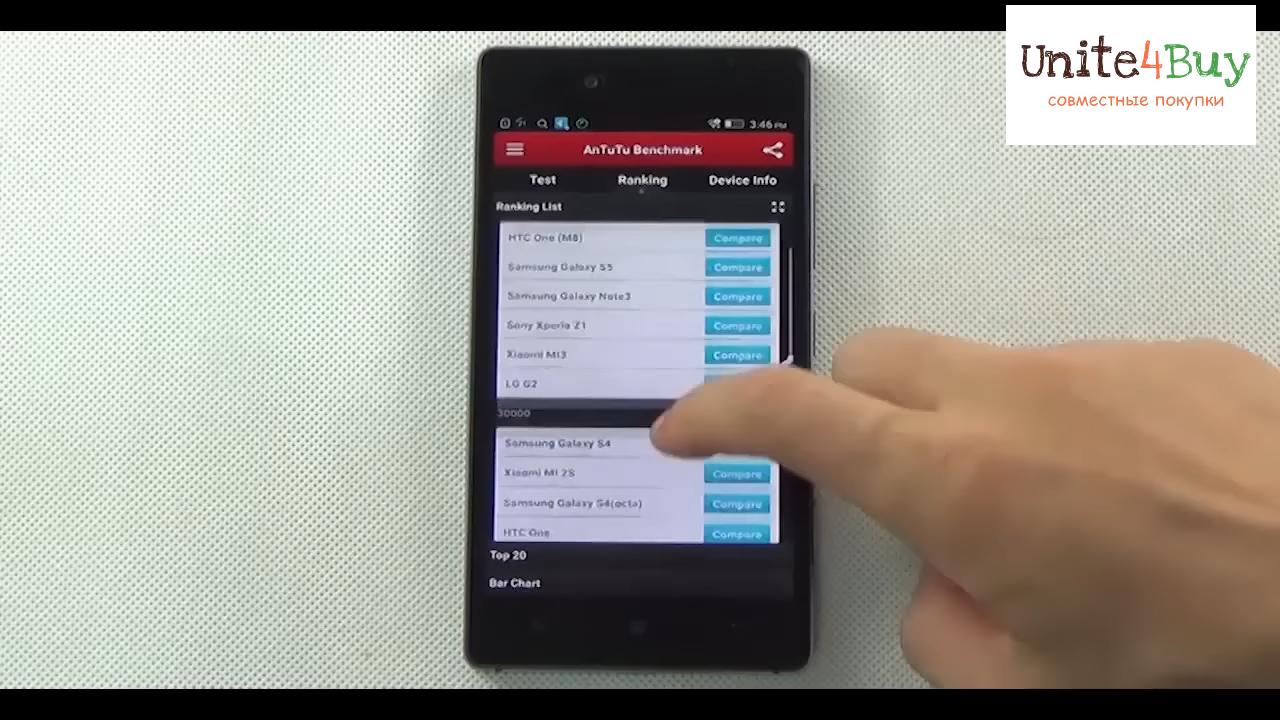 Unite4Buy
совместные покупки
3:46 PM
AnTuTu Benchmark
Test Ranking Device Info
Ranking List
HTC One (M8) Compare
Samsung Galaxy S5 Compare
Samsung Galaxy Note3 Compare
Sony Xperia Z1 Compare
Xiaomi MI3 Compare
LG G2
30000
Samsung Galaxy S4
Xiaomi MI 2S Compare
Samsung Galaxy S4(octa) Compare
HTC One Compare
Top 20
Bar Chart